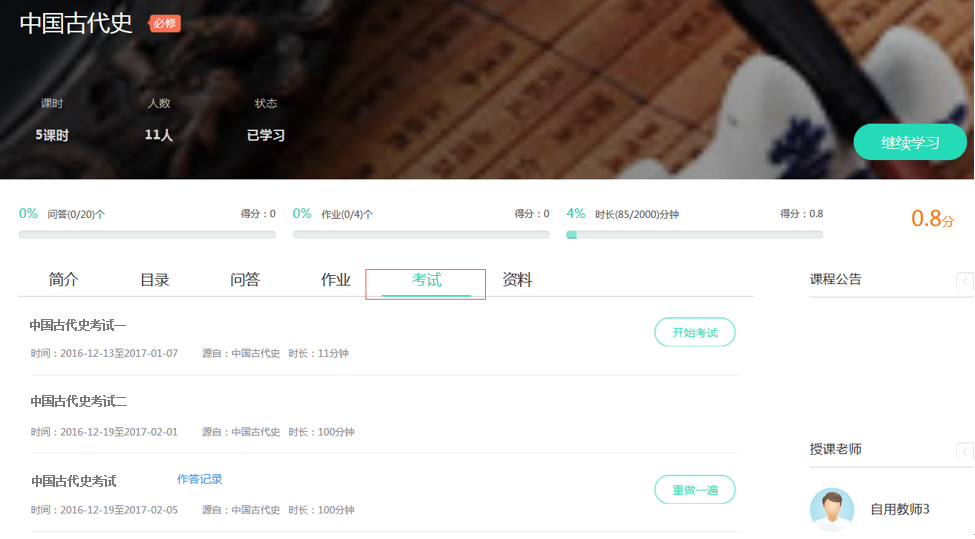 中国古代史 必修
课时 人数 状态
5课时 11人 已学习
继续学习
0% 问答(0/20)个 得分：0 0% 作业(0/4)个 得分：0 4% 时长(85/2000)分钟 得分：0.8 0.8分
简介 目录 问答 作业 考试 资料 课程公告
中国古代史考试一
开始考试
时间：2016-12-13至2017-01-07 源自：中国古代史 时长：11分钟
中国古代史考试二
时间：2016-12-19至2017-02-01 源自：中国古代史 时长：100分钟
授课老师
中国古代史考试 作答记录
重做一遍
时间：2016-12-19至2017-02-05 源自：中国古代史 时长：100分钟
自用教师3